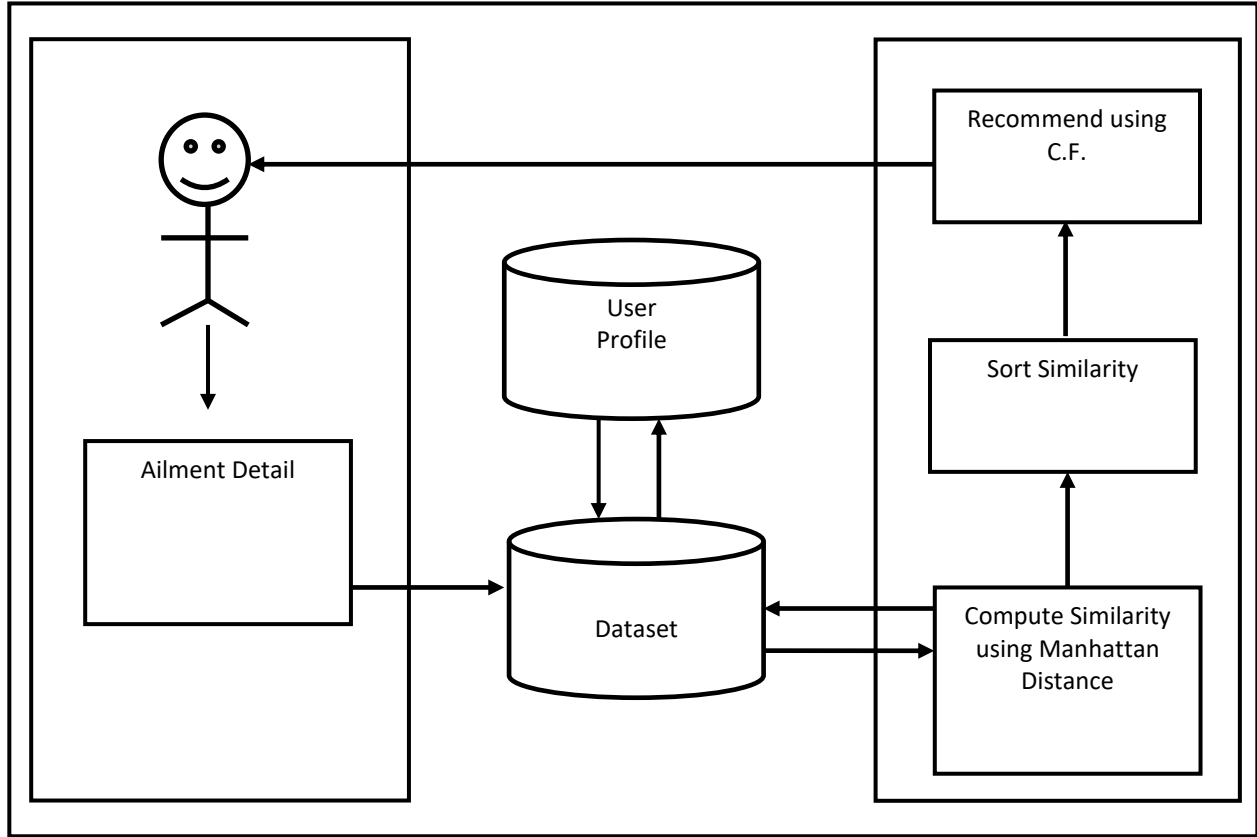 Recommend using
C.F.
User
Profile
Sort Similarity
Ailment Detail
Dataset
Compute Similarity
using Manhattan
Distance